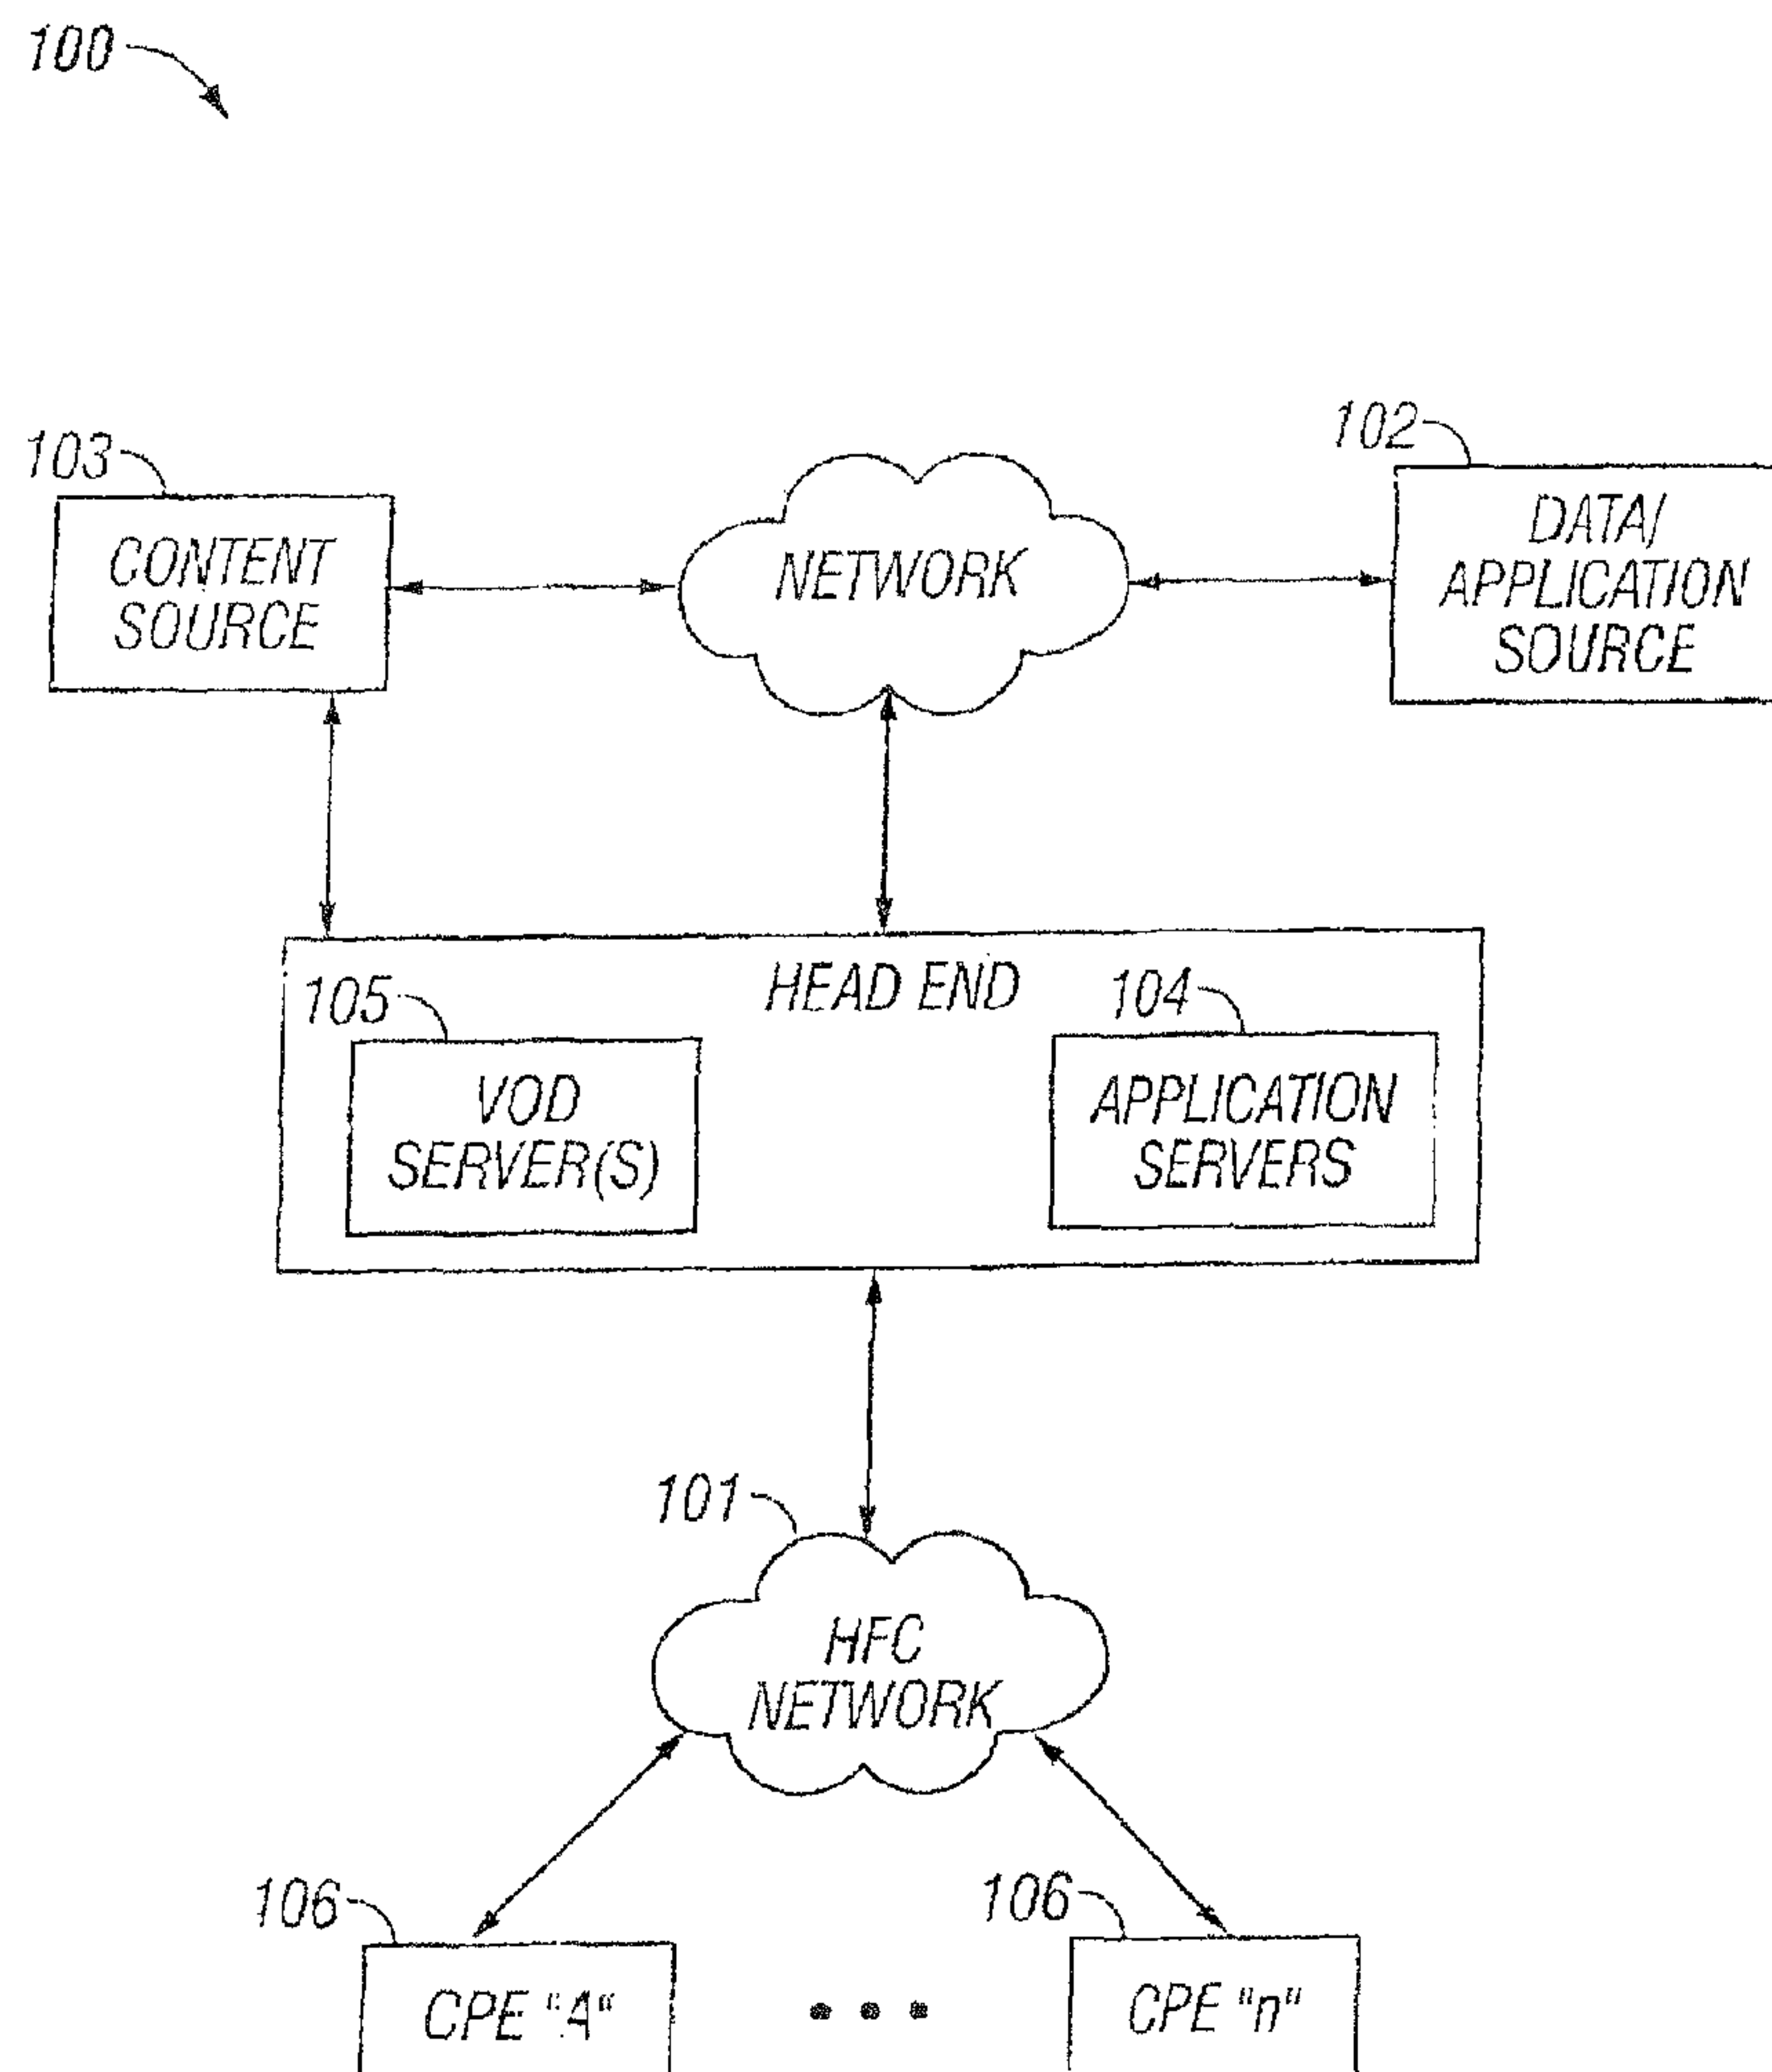 100
103
102
CONTENT
SOURCE
NETWORK
DATA/
APPLICATION
SOURCE
HEAD END
105
104
VOD
SERVER(S)
APPLICATION
SERVERS
101
HFC
NETWORK
106
106
CPE "A"
• • •
CPE "n"